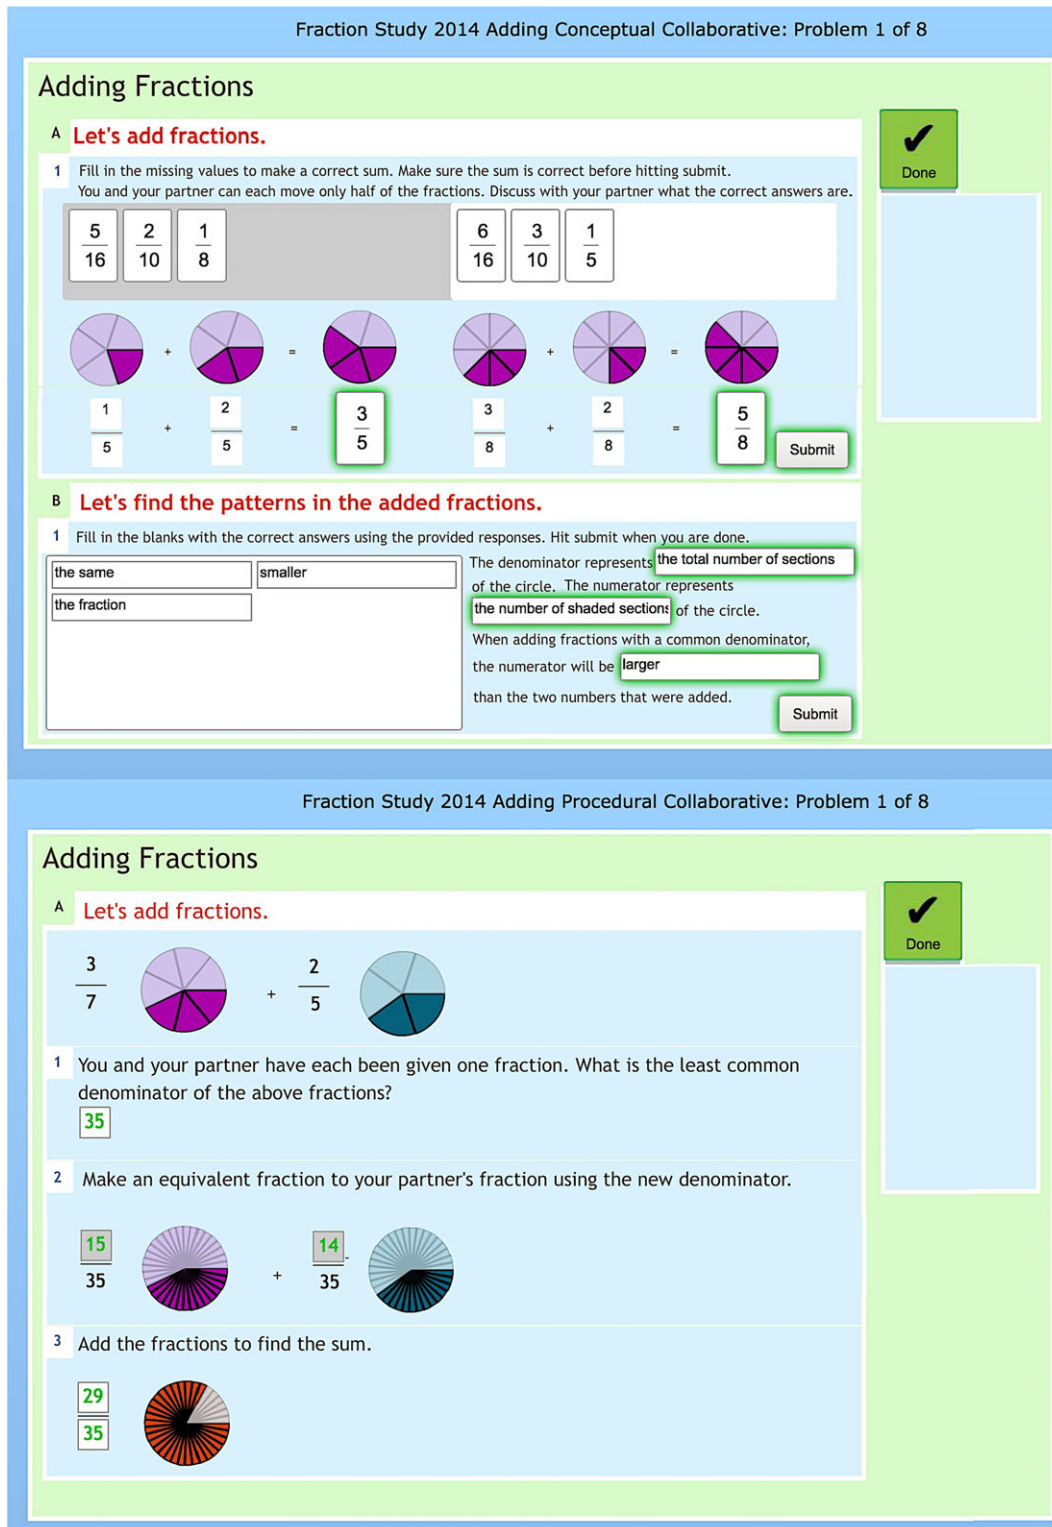 Fraction Study 2014 Adding Conceptual Collaborative: Problem 1 of 8
Adding Fractions
A Let's add fractions.
Done
1 Fill in the missing values to make a correct sum. Make sure the sum is correct before hitting submit.
You and your partner can each move only half of the fractions. Discuss with your partner what the correct answers are.
5 2 1 6 3 1
16 10 8 16 10 5
+ = + =
1 2 3 3 2 5
+ = + =
5 5 5 8 8 8
Submit
B Let's find the patterns in the added fractions.
1 Fill in the blanks with the correct answers using the provided responses. Hit submit when you are done.
the same smaller
the fraction
The denominator represents the total number of sections
of the circle. The numerator represents
the number of shaded sections of the circle.
When adding fractions with a common denominator,
the numerator will be larger
than the two numbers that were added.
Submit
Fraction Study 2014 Adding Procedural Collaborative: Problem 1 of 8
Adding Fractions
A Let's add fractions.
Done
3 2
+
7 5
1 You and your partner have each been given one fraction. What is the least common
denominator of the above fractions?
35
2 Make an equivalent fraction to your partner's fraction using the new denominator.
15 14
+
35 35
3 Add the fractions to find the sum.
29
35